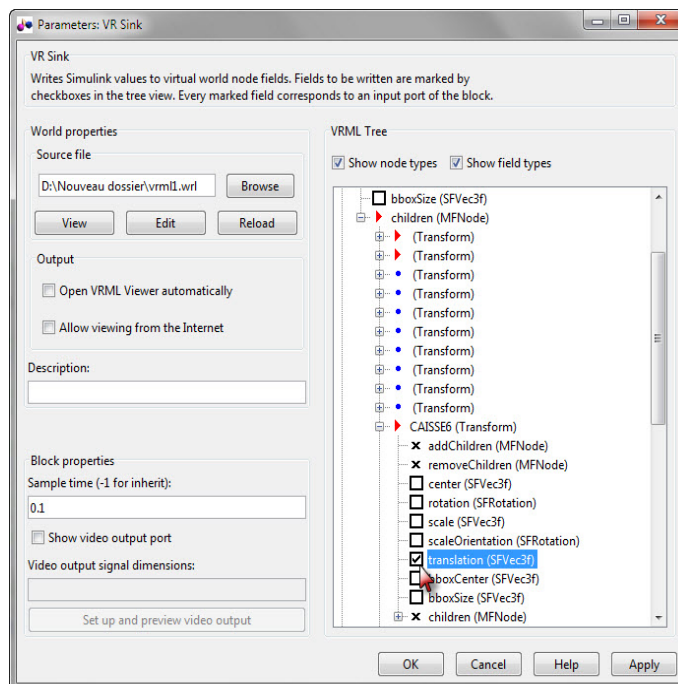 Parameters: VR Sink
VR Sink
Writes Simulink values to virtual world node fields. Fields to be written are marked by
checkboxes in the tree view. Every marked field corresponds to an input port of the block.
World properties
Source file
D:\Nouveau dossier\vrml1.wrl
Browse
View
Edit
Reload
Output
Open VRML Viewer automatically
Allow viewing from the Internet
Description:
Block properties
Sample time (-1 for inherit):
0.1
Show video output port
Video output signal dimensions:
Set up and preview video output
VRML Tree
Show node types
Show field types
bboxSize (SFVec3f)
children (MFNode)
(Transform)
(Transform)
(Transform)
(Transform)
(Transform)
(Transform)
(Transform)
(Transform)
(Transform)
(Transform)
CAISSE6 (Transform)
addChildren (MFNode)
removeChildren (MFNode)
center (SFVec3f)
rotation (SFRotation)
scale (SFVec3f)
scaleOrientation (SFRotation)
translation (SFVec3f)
bboxCenter (SFVec3f)
bboxSize (SFVec3f)
children (MFNode)
OK
Cancel
Help
Apply